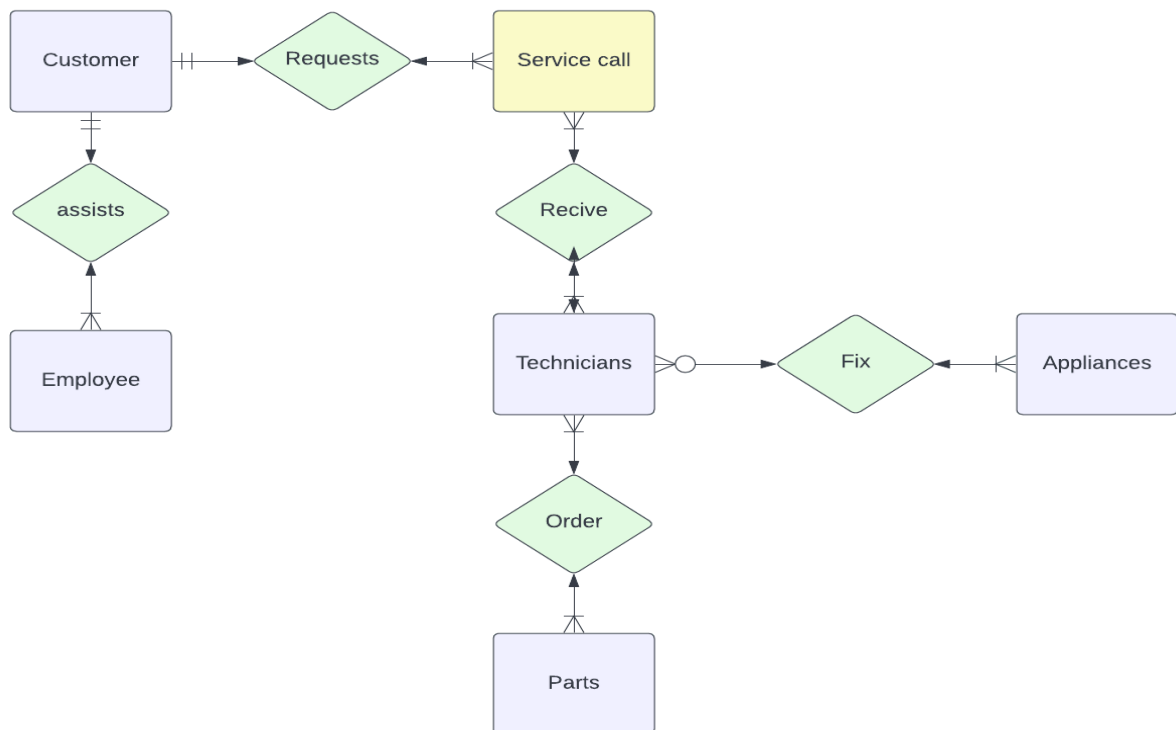 Customer
Requests
Service call
assists
Recive
Employee
Technicians
Fix
Appliances
Order
Parts